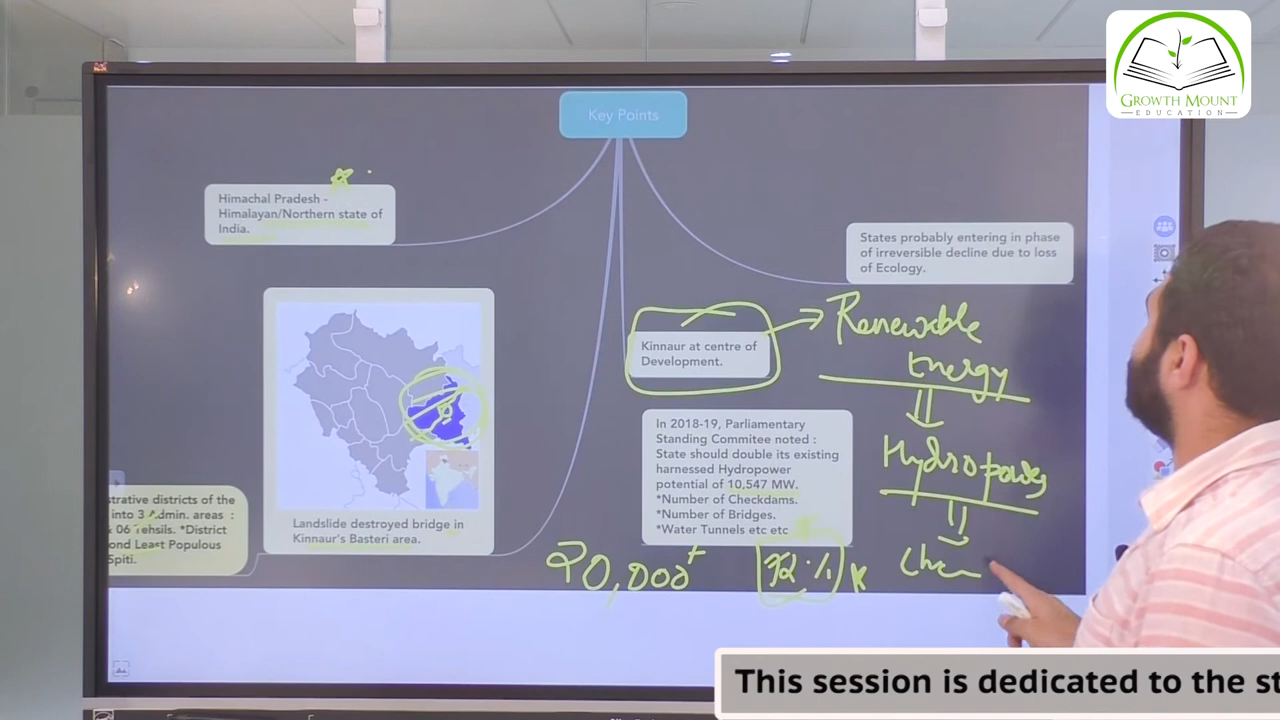 GROWTH MOUNT
EDUCATION
Key Points
Himachal Pradesh -
Himalayan/Northern state of
India.
States probably entering in phase
of irreversible decline due to loss
of Ecology.
Kinnaur at centre of
Development.
Renewable
Energy
Hydropower
In 2018-19, Parliamentary
Standing Commitee noted :
State should double its existing
harnessed Hydropower
potential of 10,547 MW.
*Number of Checkdams.
*Number of Bridges.
*Water Tunnels etc etc
20,000+
72%
Landslide destroyed bridge in
Kinnaur's Basteri area.
strative districts of the
into 3 Admin. areas :
& 06 Tehsils. *District
ond Least Populous
Spiti.
This session is dedicated to the st